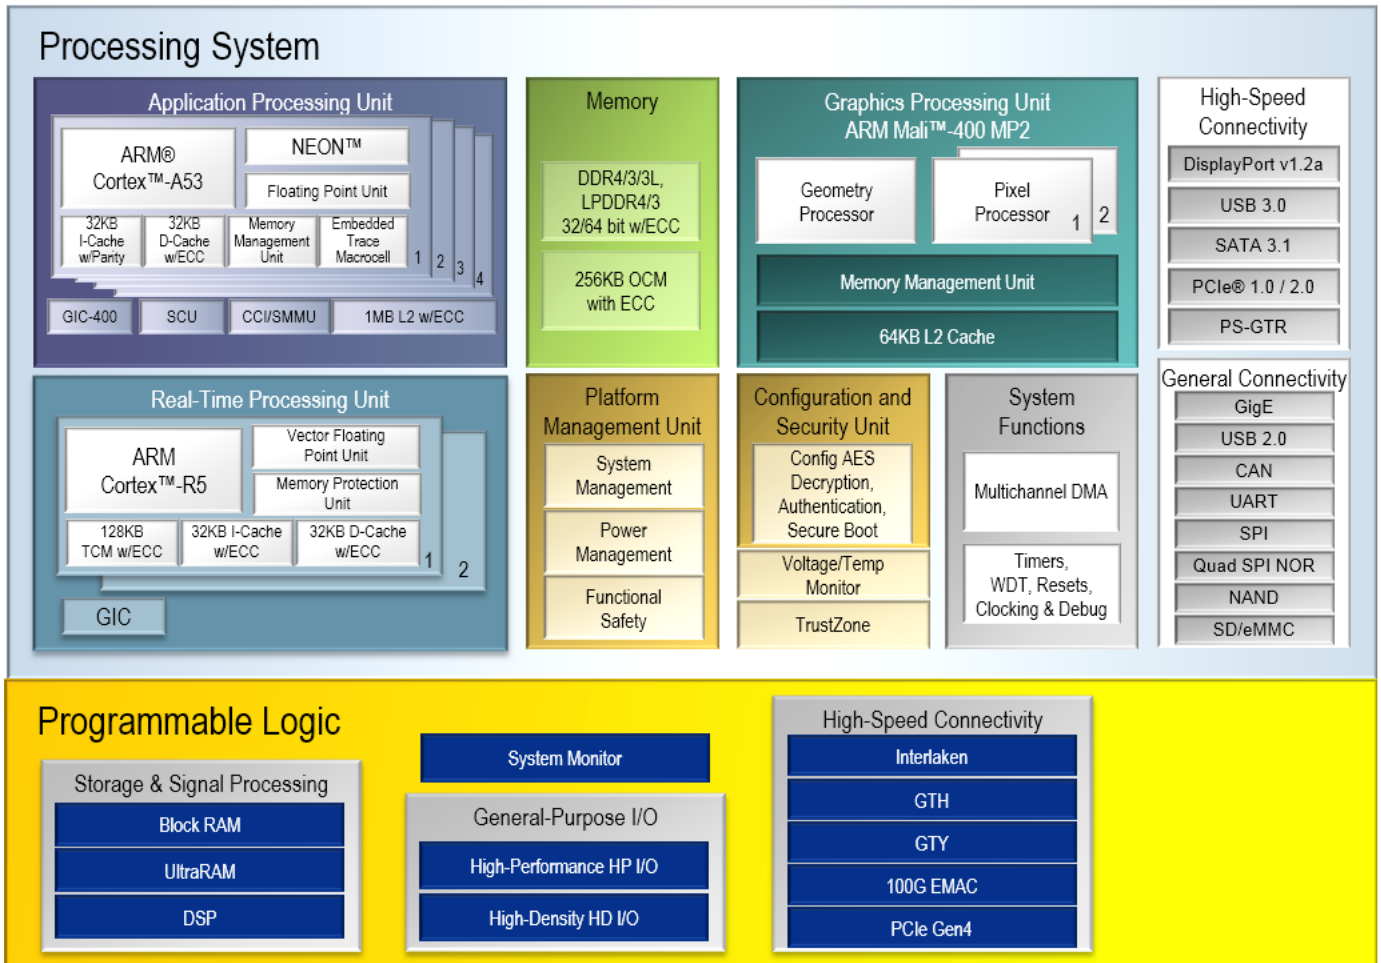 Processing System
Application Processing Unit
ARM®
Cortex™-A53
NEON™
Floating Point Unit
32KB
I-Cache
w/Parity
32KB
D-Cache
w/ECC
Memory
Management
Unit
Embedded
Trace
Macrocell
1
2
3
4
GIC-400
SCU
CCI/SMMU
1MB L2 w/ECC
Memory
DDR4/3/3L,
LPDDR4/3
32/64 bit w/ECC
256KB OCM
with ECC
Graphics Processing Unit
ARM Mali™-400 MP2
Geometry
Processor
Pixel
Processor
1
2
Memory Management Unit
64KB L2 Cache
High-Speed
Connectivity
DisplayPort v1.2a
USB 3.0
SATA 3.1
PCIe® 1.0 / 2.0
PS-GTR
Real-Time Processing Unit
ARM
Cortex™-R5
Vector Floating
Point Unit
Memory Protection
Unit
128KB
TCM w/ECC
32KB I-Cache
w/ECC
32KB D-Cache
w/ECC
1
2
GIC
Platform
Management Unit
System
Management
Power
Management
Functional
Safety
Configuration and
Security Unit
Config AES
Decryption,
Authentication,
Secure Boot
Voltage/Temp
Monitor
TrustZone
System
Functions
Multichannel DMA
Timers,
WDT, Resets,
Clocking & Debug
General Connectivity
GigE
USB 2.0
CAN
UART
SPI
Quad SPI NOR
NAND
SD/eMMC
Programmable Logic
Storage & Signal Processing
Block RAM
UltraRAM
DSP
System Monitor
General-Purpose I/O
High-Performance HP I/O
High-Density HD I/O
High-Speed Connectivity
Interlaken
GTH
GTY
100G EMAC
PCIe Gen4